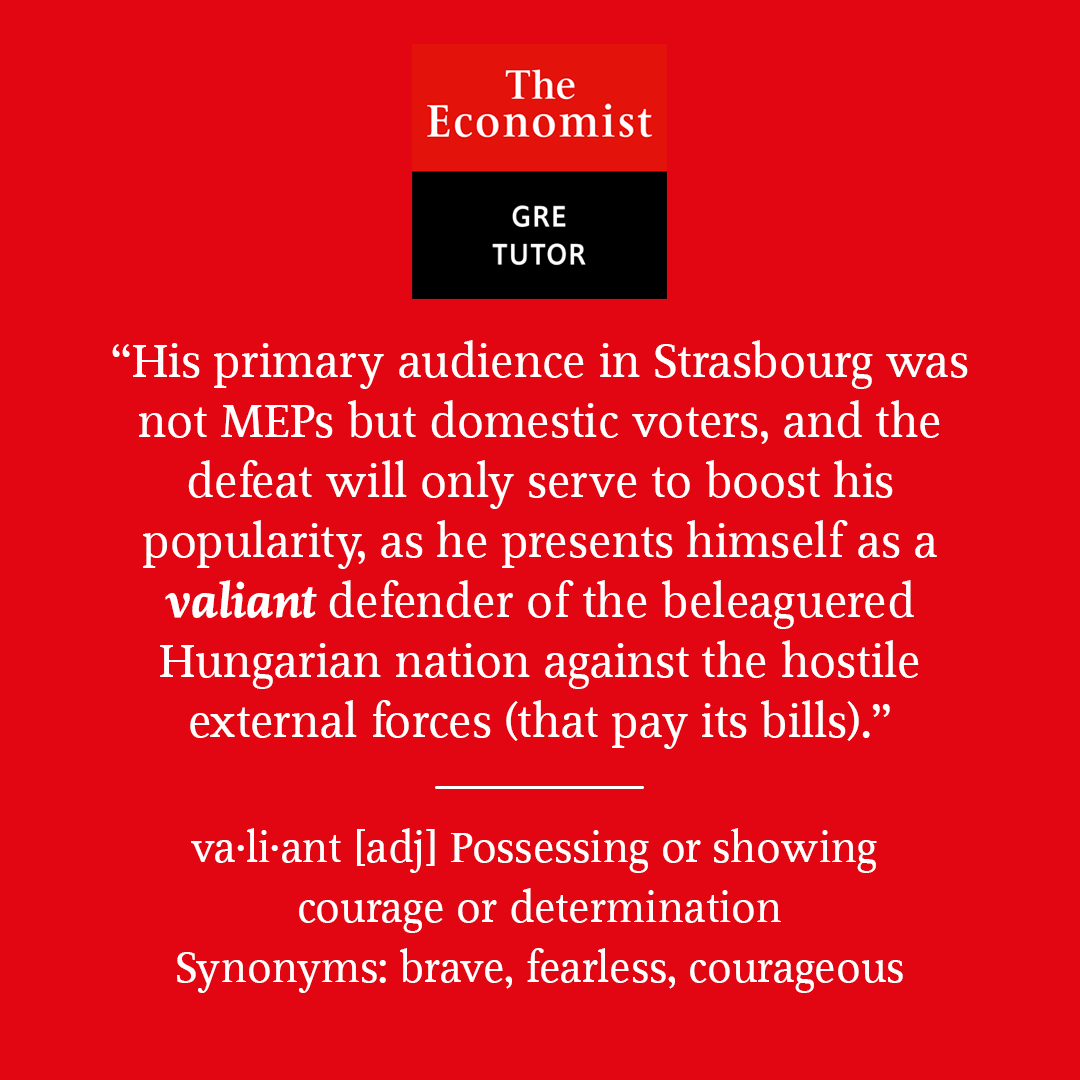 The
Economist
GRE
TUTOR
“His primary audience in Strasbourg was
not MEPs but domestic voters, and the
defeat will only serve to boost his
popularity, as he presents himself as a
valiant defender of the beleaguered
Hungarian nation against the hostile
external forces (that pay its bills).”
va·li·ant [adj] Possessing or showing
courage or determination
Synonyms: brave, fearless, courageous